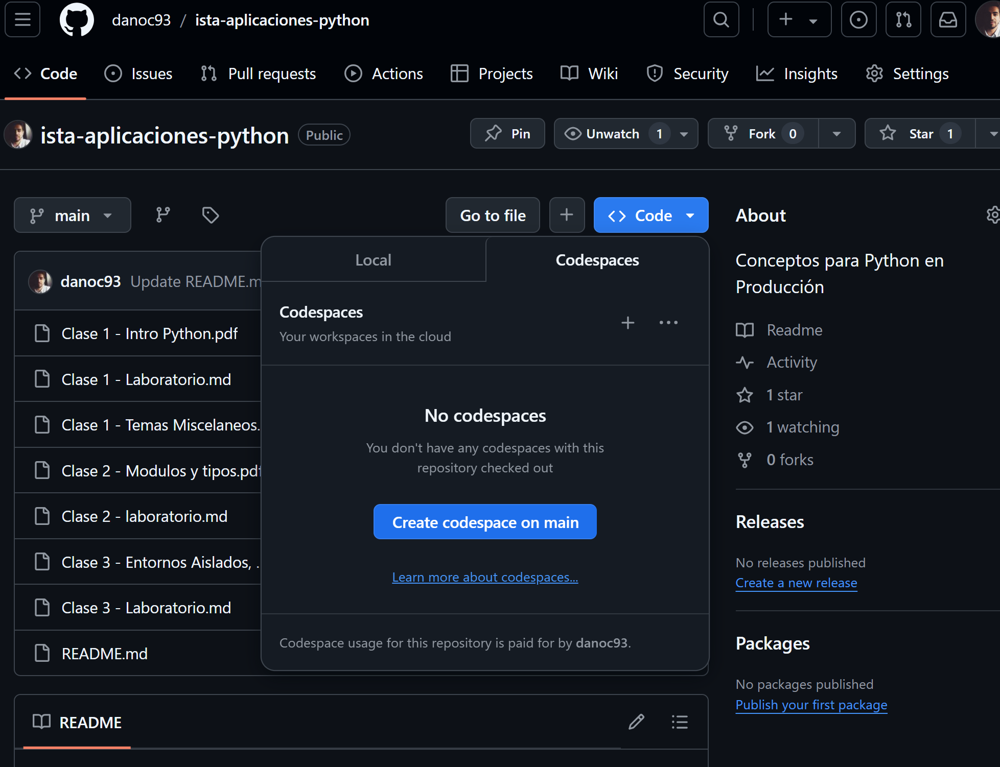 danoc93 / ista-aplicaciones-python
Code Issues Pull requests Actions Projects Wiki Security Insights Settings
ista-aplicaciones-python Public Pin Unwatch 1 Fork 0 Star 1
main Go to file Code
Local Codespaces
danoc93 Update README.m
Codespaces
Your workspaces in the cloud
Clase 1 - Intro Python.pdf
Clase 1 - Laboratorio.md
Clase 1 - Temas Miscelaneos.
Clase 2 - Modulos y tipos.pdf
Clase 2 - laboratorio.md
Clase 3 - Entornos Aislados, .
Clase 3 - Laboratorio.md
README.md
No codespaces
You don't have any codespaces with this
repository checked out
Create codespace on main
Learn more about codespaces...
Codespace usage for this repository is paid for by danoc93.
README
About
Conceptos para Python en
Producción
Readme
Activity
1 star
1 watching
0 forks
Releases
No releases published
Create a new release
Packages
No packages published
Publish your first package